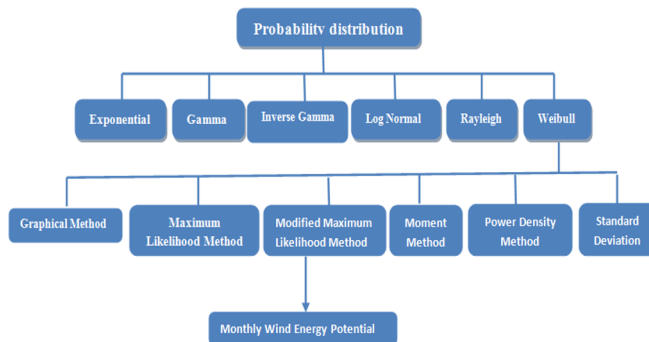 Probability distribution
Exponential
Gamma
Inverse Gamma
Log Normal
Rayleigh
Weibull
Graphical Method
Maximum
Likelihood Method
Modified Maximum
Likelihood Method
Moment
Method
Power Density
Method
Standard
Deviation
Monthly Wind Energy Potential